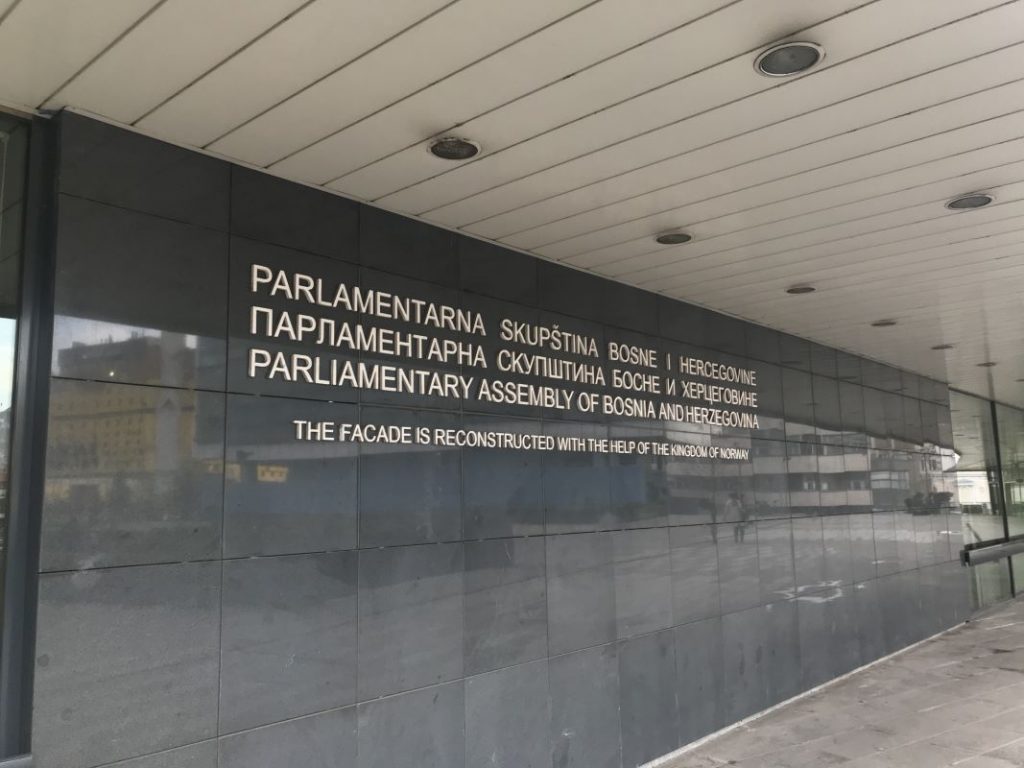 PARLAMENTARNA SKUPŠTINA BOSNE I HERCEGOVINE
ПАРЛАМЕНТАРНА СКУПШТИНА БОСНЕ И ХЕРЦЕГОВИНЕ
PARLIAMENTARY ASSEMBLY OF BOSNIA AND HERZEGOVINA
THE FACADE IS RECONSTRUCTED WITH THE HELP OF THE KINGDOM OF NORWAY